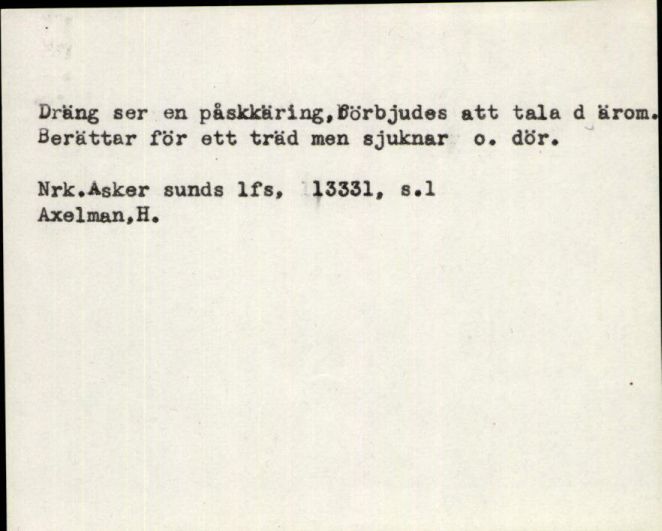 Dräng ser en påskkäring,förbjudes att tala d ärom.
Berättar för ett träd men sjuknar o. dör.
Nrk.Asker sunds lfs, 13331, s.1
Axelman,H.